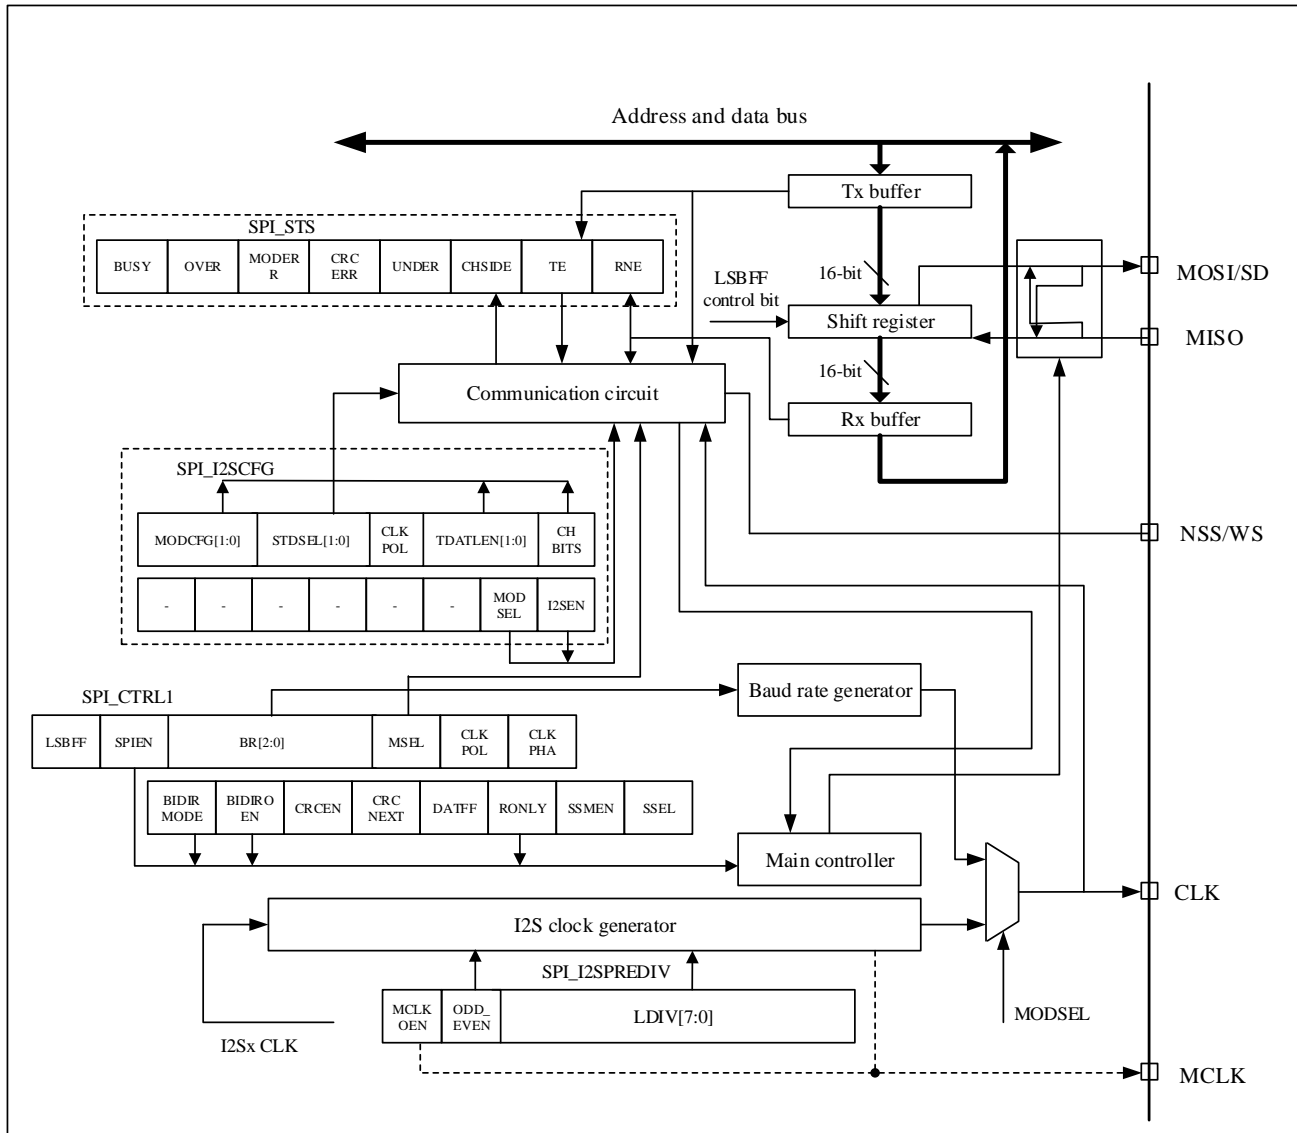 Address and data bus
Tx buffer
SPI_STS
BUSY
OVER
MODER
R
CRC
ERR
UNDER
CHSIDE
TE
RNE
16-bit
LSBFF
control bit
Shift register
MOSI/SD
MISO
16-bit
Communication circuit
Rx buffer
SPI_I2SCFG
MODCFG[1:0]
STDSEL[1:0]
CLK
POL
TDATLEN[1:0]
CH
BITS
NSS/WS
-
-
-
-
-
-
MOD
SEL
I2SEN
SPI_CTRL1
Baud rate generator
LSBFF
SPIEN
BR[2:0]
MSEL
CLK
POL
CLK
PHA
BIDIR
MODE
BIDIRO
EN
CRCEN
CRC
NEXT
DATFF
RONLY
SSMEN
SSEL
Main controller
CLK
I2S clock generator
SPI_I2SPREDIV
MCLK
OEN
ODD_
EVEN
LDIV[7:0]
MODSEL
I2Sx CLK
MCLK